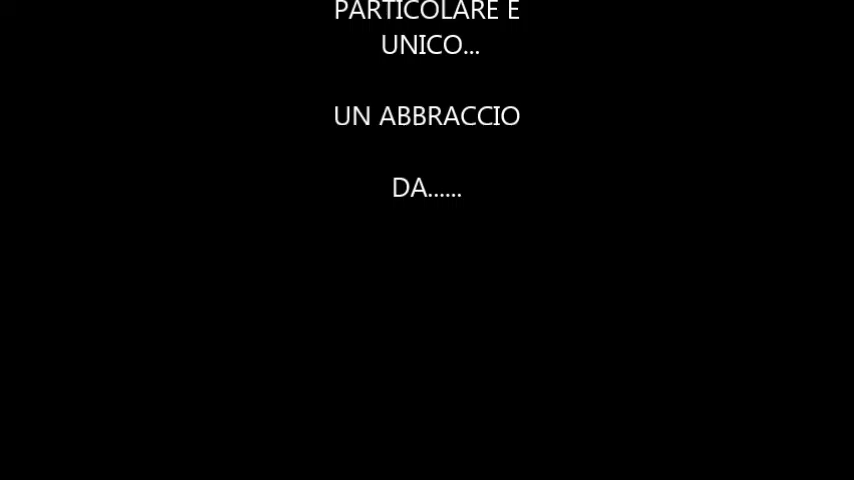 PARTICOLARE E
UNICO...
UN ABBRACCIO
DA......